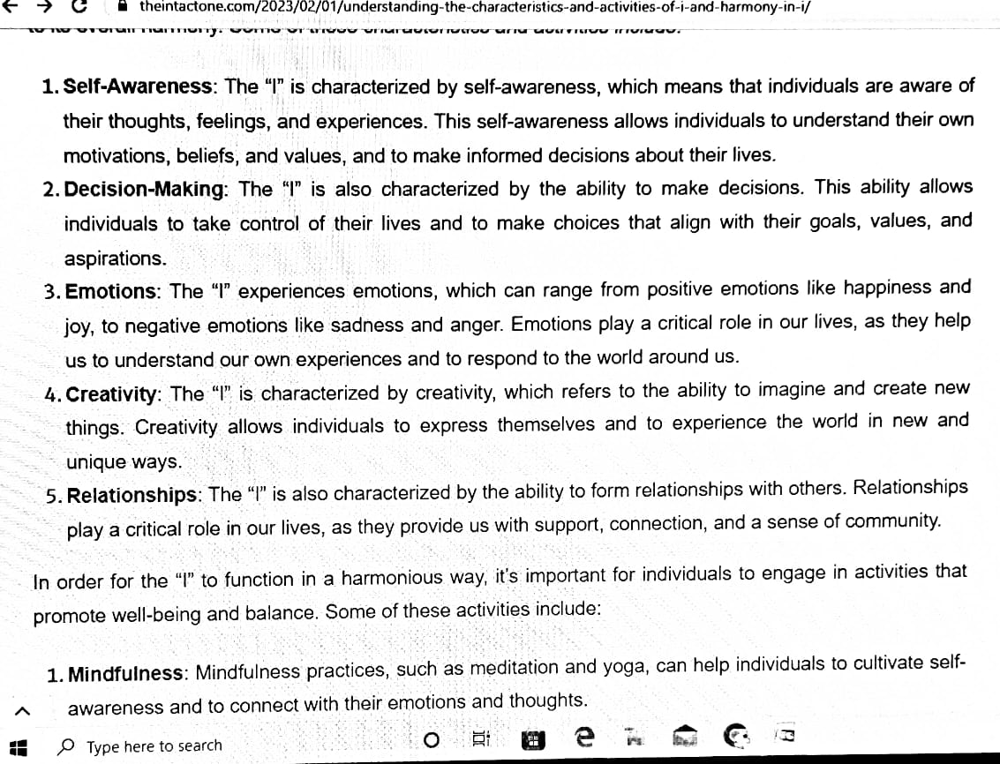 theintactone.com/2023/02/01/understanding-the-characteristics-and-activities-of-i-and-harmony-in-i/
to its overall harmony. Some of these characteristics and activities include:
1. Self-Awareness: The “I” is characterized by self-awareness, which means that individuals are aware of
their thoughts, feelings, and experiences. This self-awareness allows individuals to understand their own
motivations, beliefs, and values, and to make informed decisions about their lives.
2. Decision-Making: The “I” is also characterized by the ability to make decisions. This ability allows
individuals to take control of their lives and to make choices that align with their goals, values, and
aspirations.
3. Emotions: The “I” experiences emotions, which can range from positive emotions like happiness and
joy, to negative emotions like sadness and anger. Emotions play a critical role in our lives, as they help
us to understand our own experiences and to respond to the world around us.
4. Creativity: The “I” is characterized by creativity, which refers to the ability to imagine and create new
things. Creativity allows individuals to express themselves and to experience the world in new and
unique ways.
5. Relationships: The “I” is also characterized by the ability to form relationships with others. Relationships
play a critical role in our lives, as they provide us with support, connection, and a sense of community.
In order for the “I” to function in a harmonious way, it's important for individuals to engage in activities that
promote well-being and balance. Some of these activities include:
1. Mindfulness: Mindfulness practices, such as meditation and yoga, can help individuals to cultivate self-
awareness and to connect with their emotions and thoughts.
Type here to search